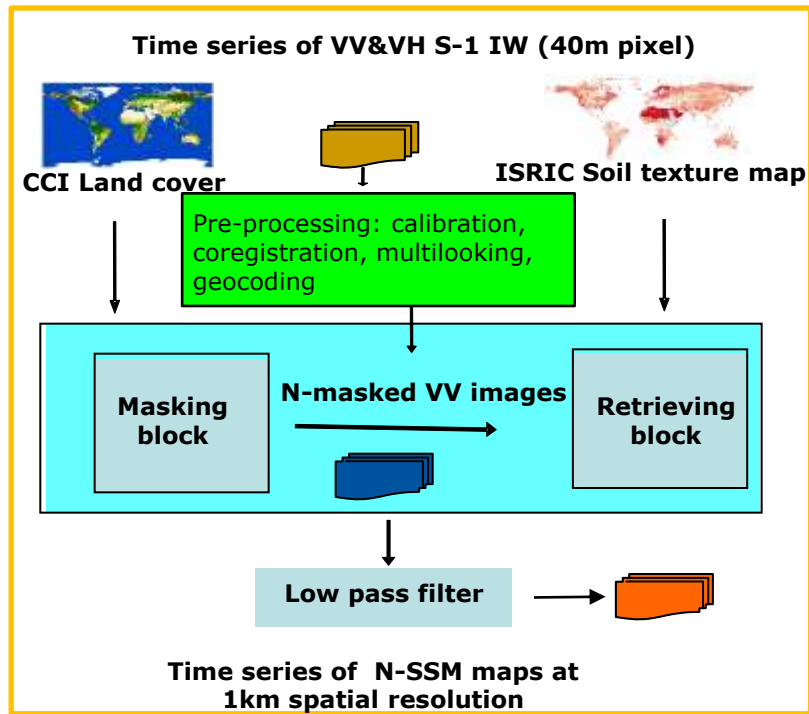 Time series of VV&VH S-1 IW (40m pixel)
CCI Land cover
ISRIC Soil texture map
Pre-processing: calibration,
coregistration, multilooking,
geocoding
Masking
block
N-masked VV images
Retrieving
block
Low pass filter
Time series of N-SSM maps at
1km spatial resolution